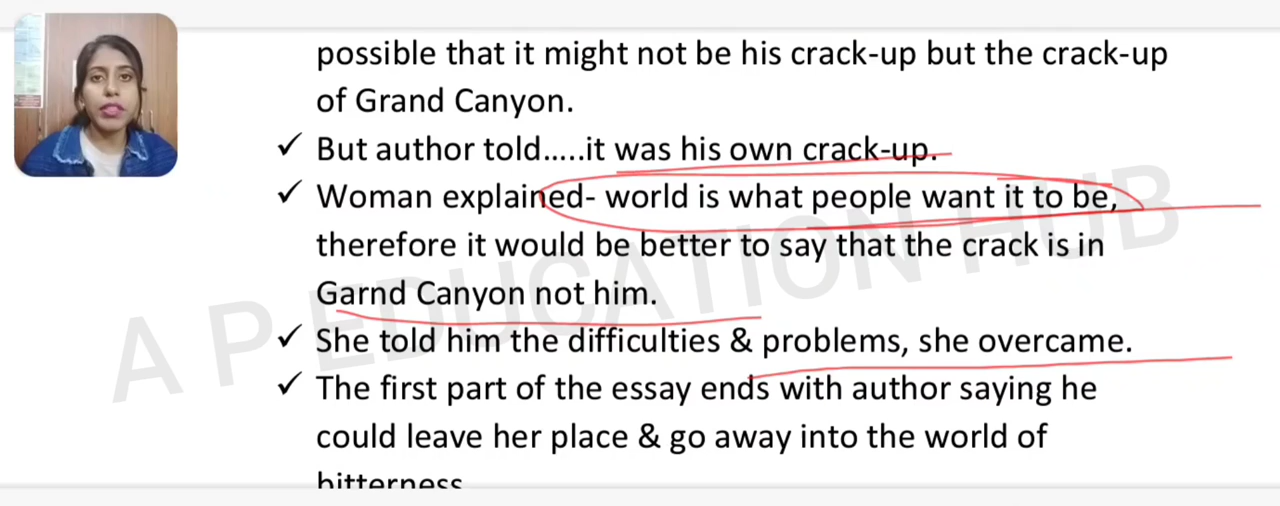 possible that it might not be his crack-up but the crack-up
of Grand Canyon.
✓ But author told.....it was his own crack-up.
✓ Woman explained- world is what people want it to be,
therefore it would be better to say that the crack is in
Garnd Canyon not him.
✓ She told him the difficulties & problems, she overcame.
✓ The first part of the essay ends with author saying he
could leave her place & go away into the world of
bitterness
A P EDUCATION HUB